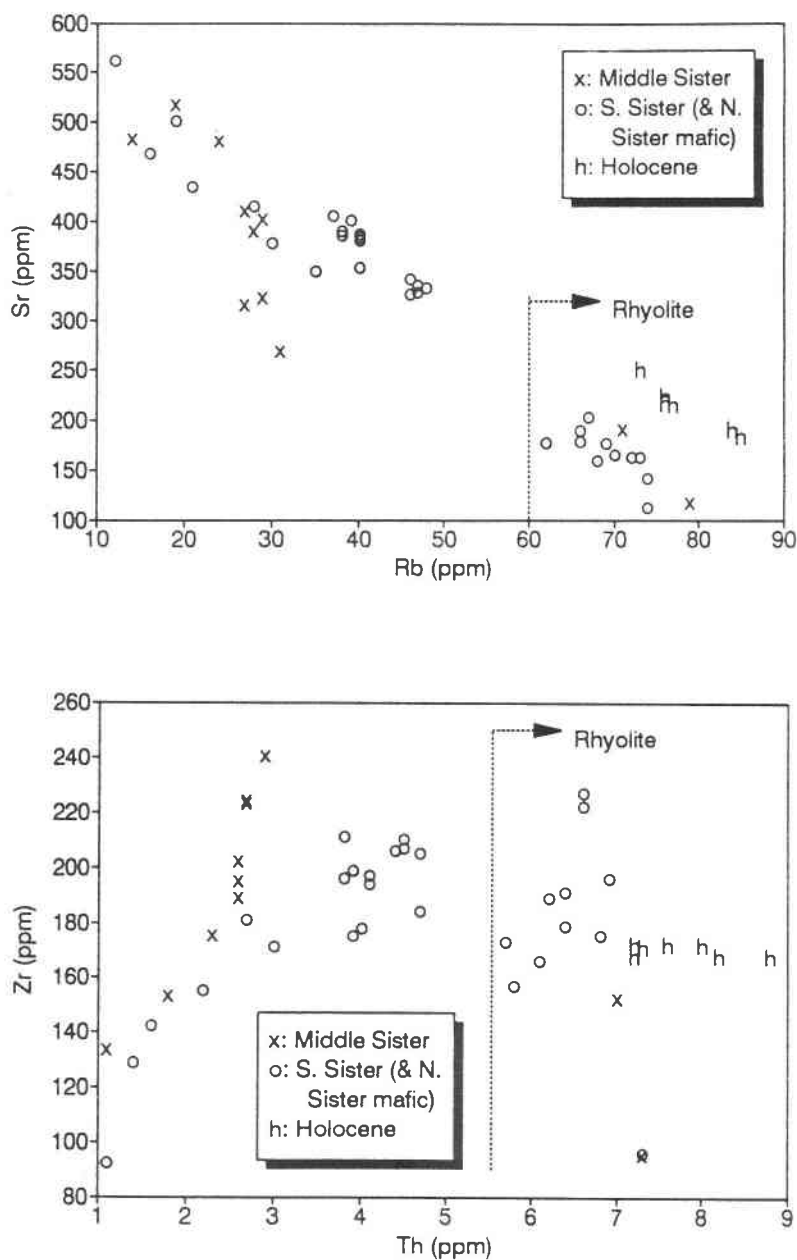 600
550
500
450
400
350
300
250
200
150
100
Sr (ppm)
x: Middle Sister
o: S. Sister (& N.
Sister mafic)
h: Holocene
Rhyolite
10 20 30 40 50 60 70 80 90
Rb (ppm)
260
240
220
200
180
160
140
120
100
80
Zr (ppm)
Rhyolite
x: Middle Sister
o: S. Sister (& N.
Sister mafic)
h: Holocene
1 2 3 4 5 6 7 8 9
Th (ppm)